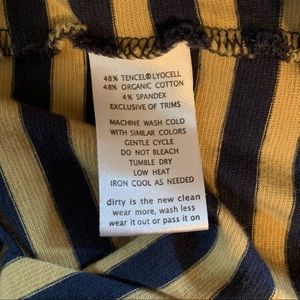 48% TENCEL® LYOCELL
48% ORGANIC COTTON
4% SPANDEX
EXCLUSIVE OF TRIMS
MACHINE WASH COLD
WITH SIMILAR COLORS
GENTLE CYCLE
DO NOT BLEACH
TUMBLE DRY
LOW HEAT
IRON COOL AS NEEDED
dirty is the new clean
wear more, wash less
wear it out or pass it on